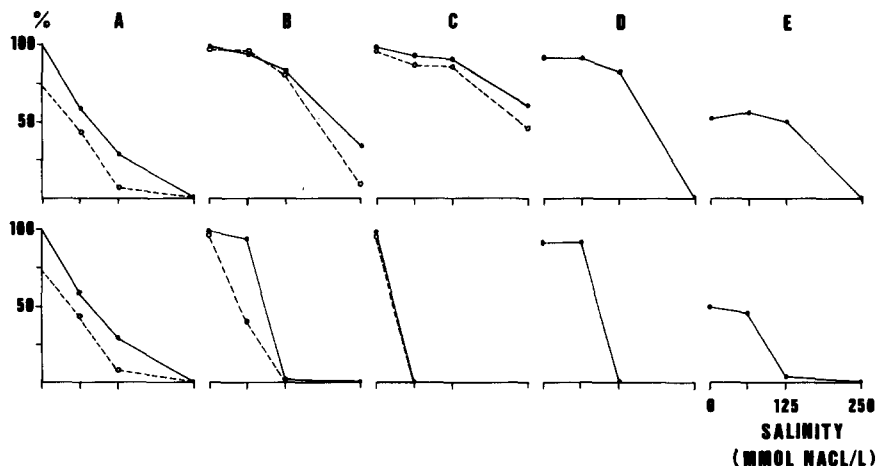 % A B C D E
100
50
100
50
0 125 250
SALINITY
(MMOL NACL/L)